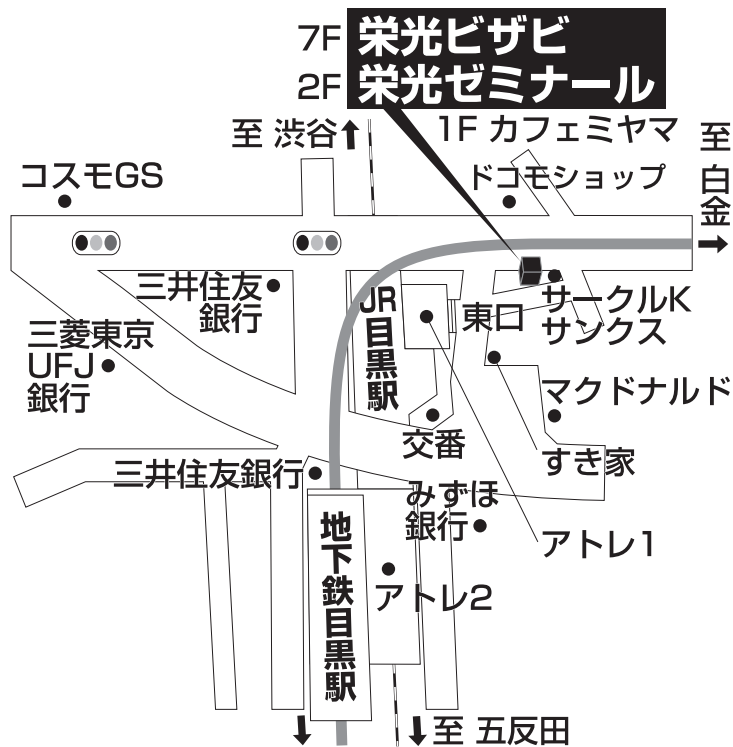 7F 栄光ビザビ
2F 栄光ゼミナール
至 渋谷
1F カフェミヤマ
至 白金
コスモGS
ドコモショップ
三井住友
銀行
サークルK
サンクス
JR目黒駅
東口
三菱東京
UFJ
銀行
マクドナルド
交番
すき家
三井住友銀行
みずほ
銀行
アトレ1
地下鉄目黒駅
アトレ2
至 五反田